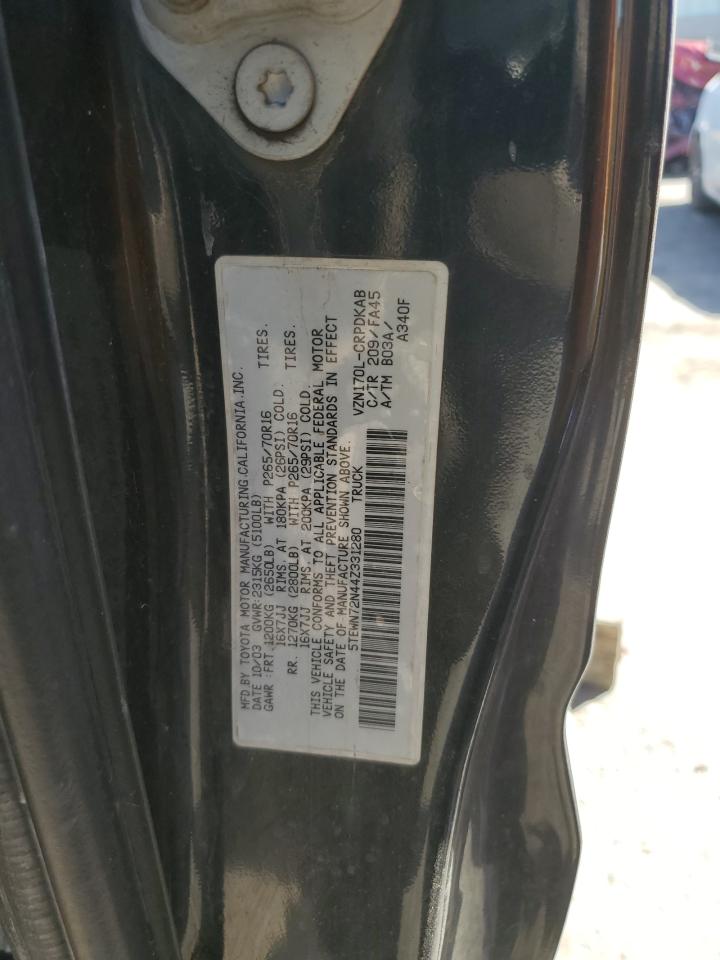 MFD.BY TOYOTA MOTOR MANUFACTURING.CALIFORNIA.INC.
DATE 10/03 GVWR:2315KG (5100LB)
GAWR :FRT.1200KG (2650LB) WITH P265/70R16 TIRES.
16X7JJ RIMS. AT 180KPA (26PSI) COLD.
RR. 1270KG (2800LB) WITH P265/70R16 TIRES.
16X7JJ RIMS. AT 200KPA (29PSI) COLD.
THIS VEHICLE CONFORMS TO ALL APPLICABLE FEDERAL MOTOR
VEHICLE SAFETY AND THEFT PREVENTION STANDARDS IN EFFECT
ON THE DATE OF MANUFACTURE SHOWN ABOVE.
5TEWN72N44Z331280 TRUCK
VZN170L-CRPDKAB
C/TR 209/FA45
A/TM B03A/
A340F